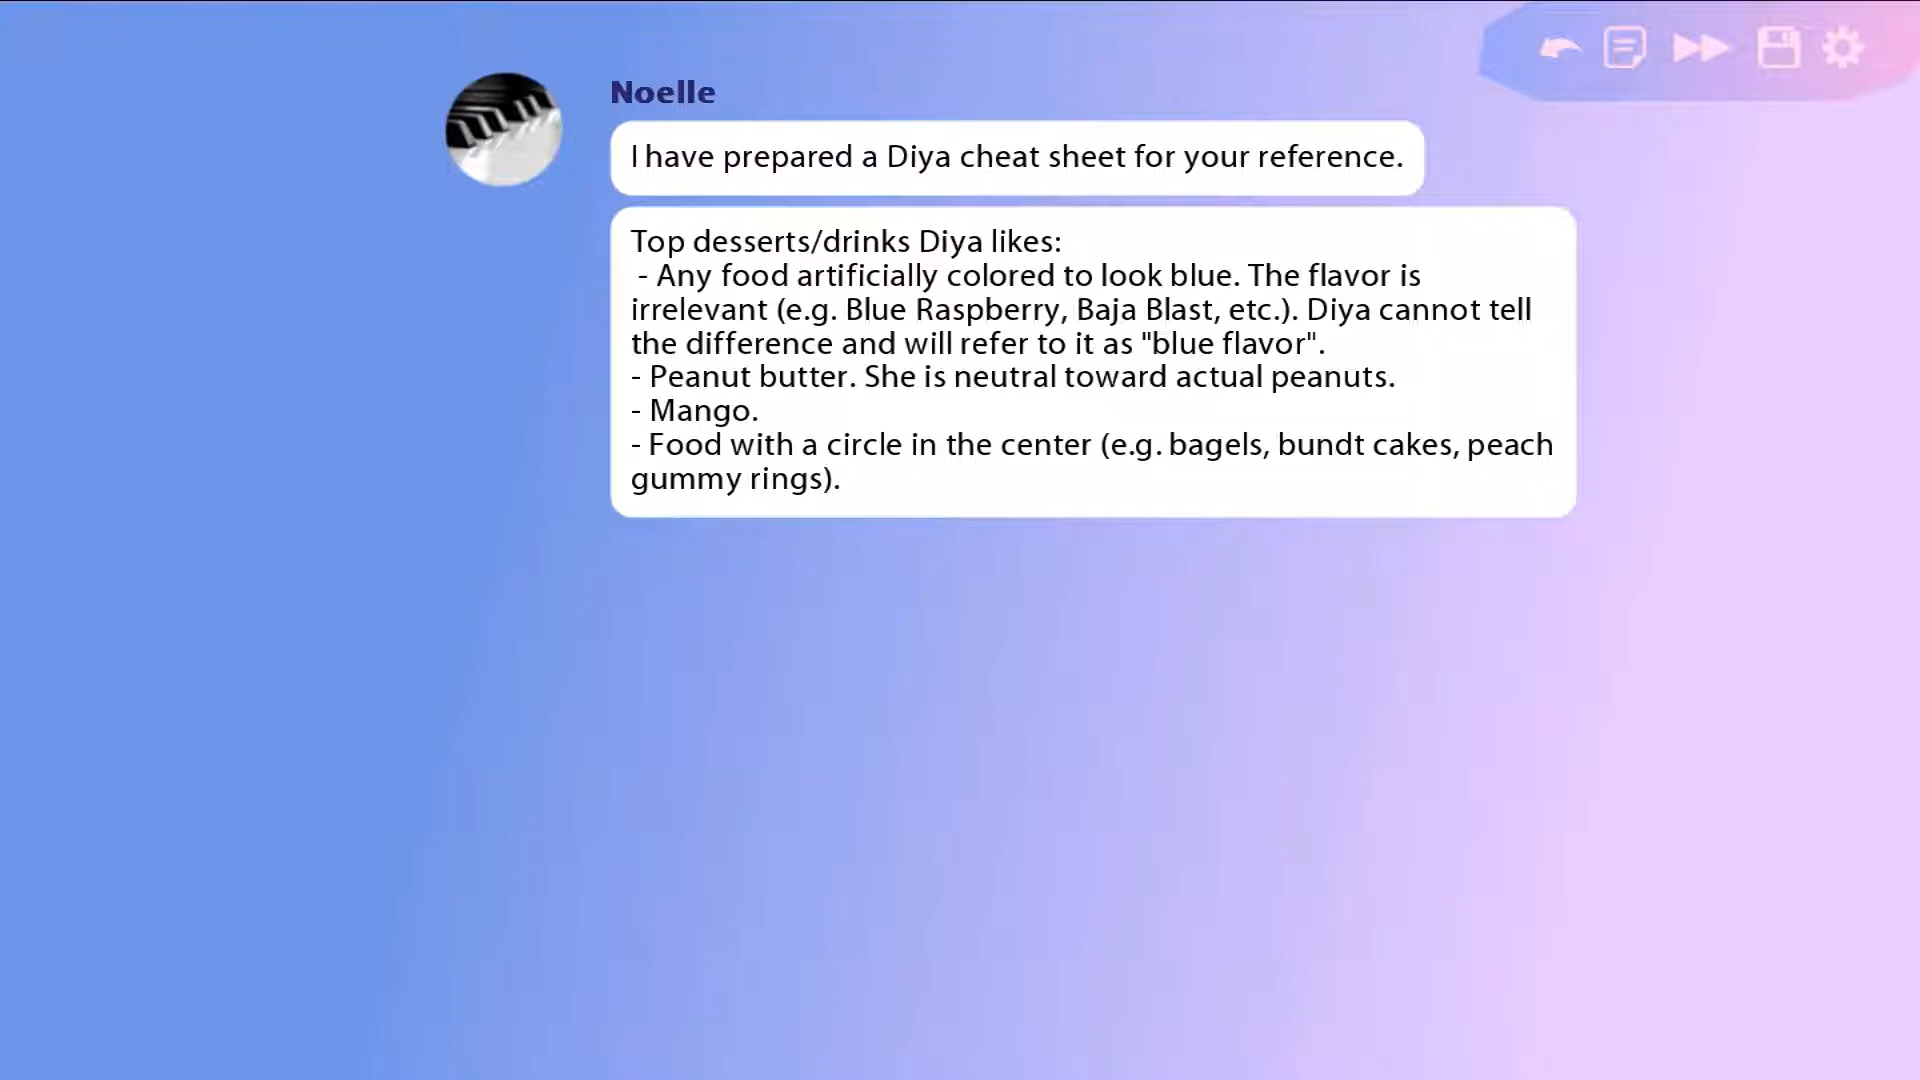 Noelle
I have prepared a Diya cheat sheet for your reference.
Top desserts/drinks Diya likes:
- Any food artificially colored to look blue. The flavor is
irrelevant (e.g. Blue Raspberry, Baja Blast, etc.). Diya cannot tell
the difference and will refer to it as "blue flavor".
- Peanut butter. She is neutral toward actual peanuts.
- Mango.
- Food with a circle in the center (e.g. bagels, bundt cakes, peach
gummy rings).